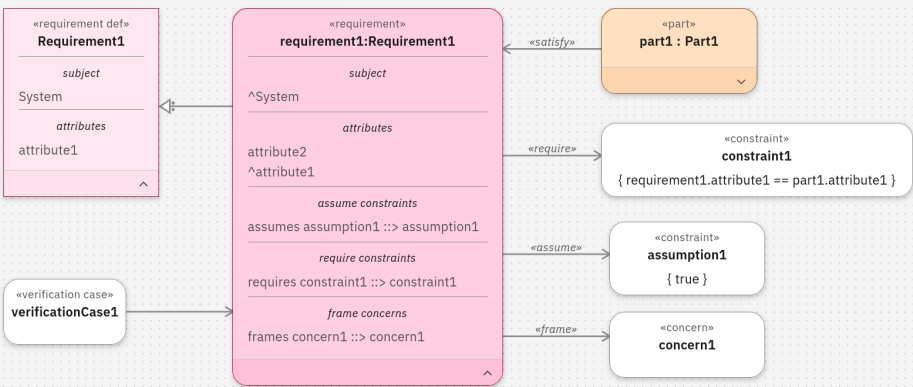 «requirement def»
Requirement1
subject
System
attributes
attribute1
«verification case»
verificationCase1
«requirement»
requirement1:Requirement1
subject
^System
attributes
attribute2
^attribute1
assume constraints
assumes assumption1 ::> assumption1
require constraints
requires constraint1 ::> constraint1
frame concerns
frames concern1 ::> concern1
«satisfy»
«require»
«assume»
«frame»
«part»
part1 : Part1
«constraint»
constraint1
{ requirement1.attribute1 == part1.attribute1 }
«constraint»
assumption1
{ true }
«concern»
concern1